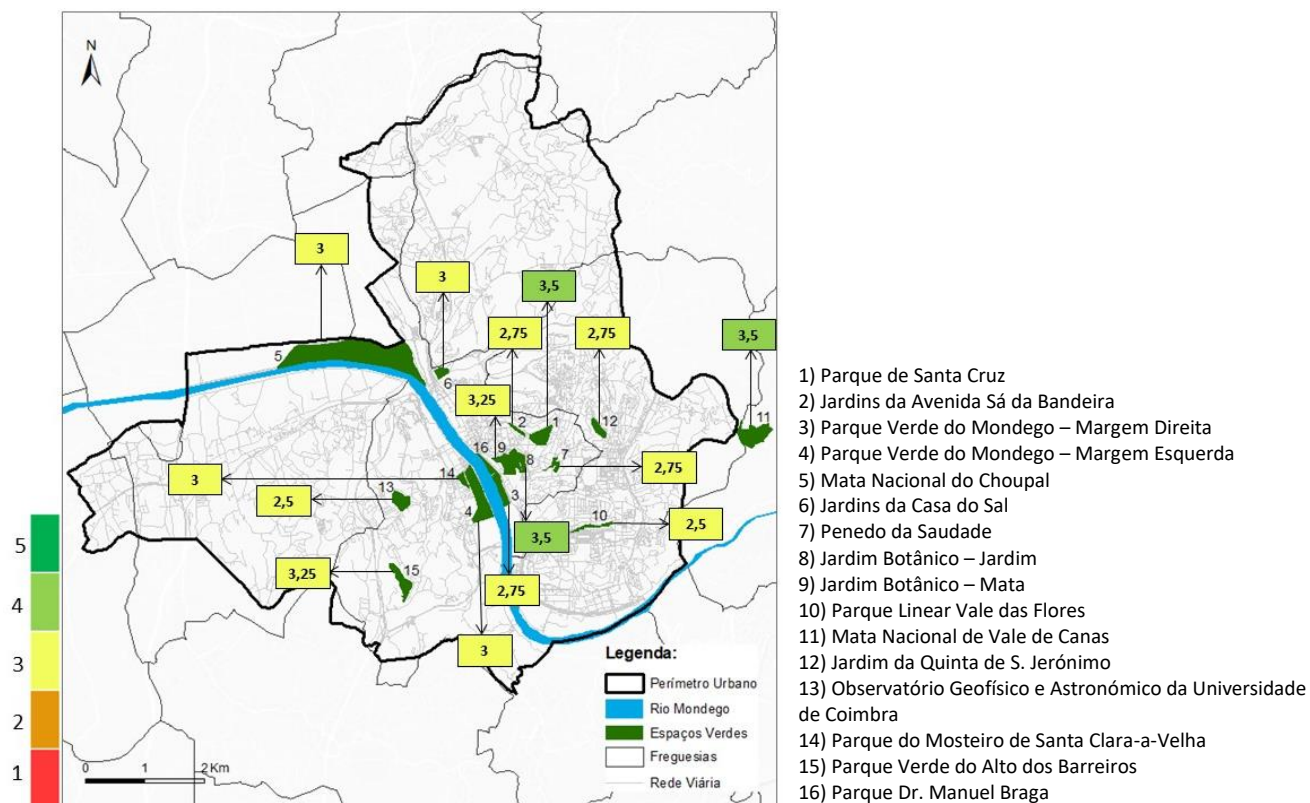 N
3
3
3,5
2,75
2,75
3,5
5
6
3,25
2
1
12
11
16
9
8
7
14
3
2,75
3
2,5
13
3
4
10
2,5
3,5
3,25
15
2,75
3
5
4
3
2
1
0 1 2 Km
Legenda:
Perímetro Urbano
Rio Mondego
Espaços Verdes
Freguesias
Rede Viária
1) Parque de Santa Cruz
2) Jardins da Avenida Sá da Bandeira
3) Parque Verde do Mondego – Margem Direita
4) Parque Verde do Mondego – Margem Esquerda
5) Mata Nacional do Choupal
6) Jardins da Casa do Sal
7) Penedo da Saudade
8) Jardim Botânico – Jardim
9) Jardim Botânico – Mata
10) Parque Linear Vale das Flores
11) Mata Nacional de Vale de Canas
12) Jardim da Quinta de S. Jerónimo
13) Observatório Geofísico e Astronómico da Universidade
de Coimbra
14) Parque do Mosteiro de Santa Clara-a-Velha
15) Parque Verde do Alto dos Barreiros
16) Parque Dr. Manuel Braga